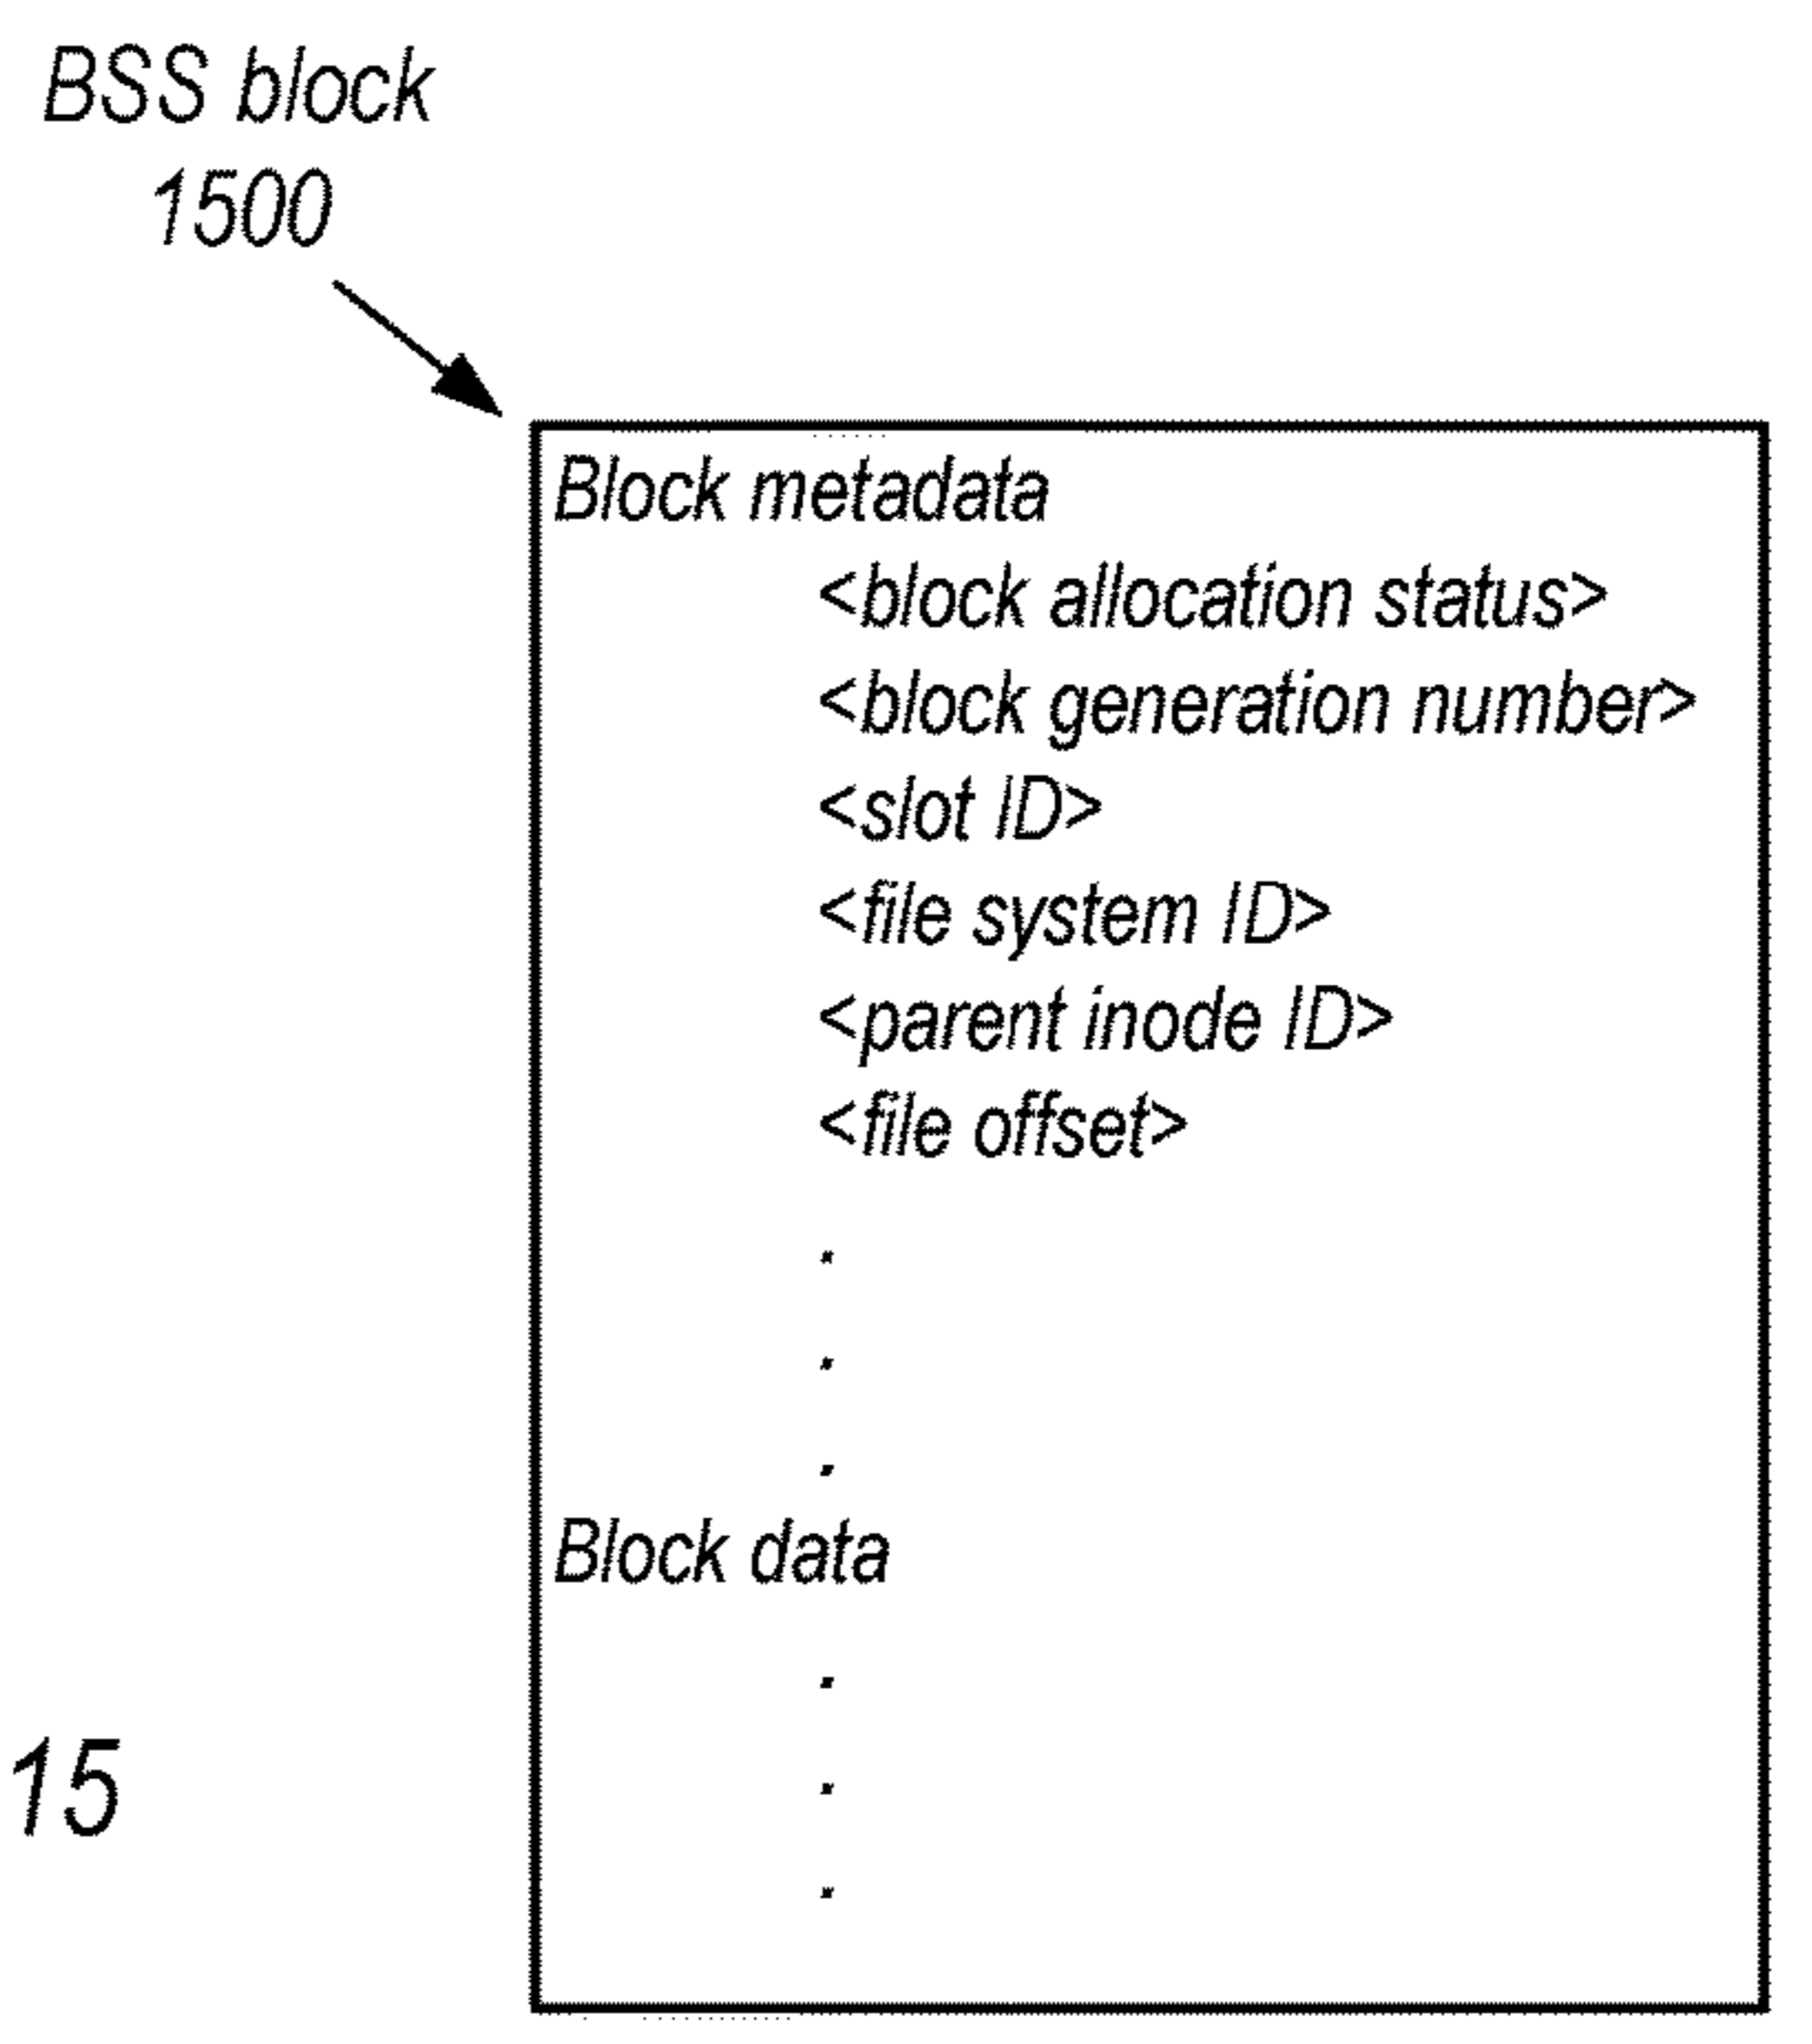 BSS block
1500
Block metadata
<block allocation status>
<block generation number>
<slot ID>
<file system ID>
<parent inode ID>
<file offset>
.
.
.
Block data
.
.
.
15